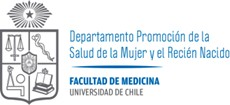 Departamento Promoción de la
Salud de la Mujer y el Recién Nacido
FACULTAD DE MEDICINA
UNIVERSIDAD DE CHILE